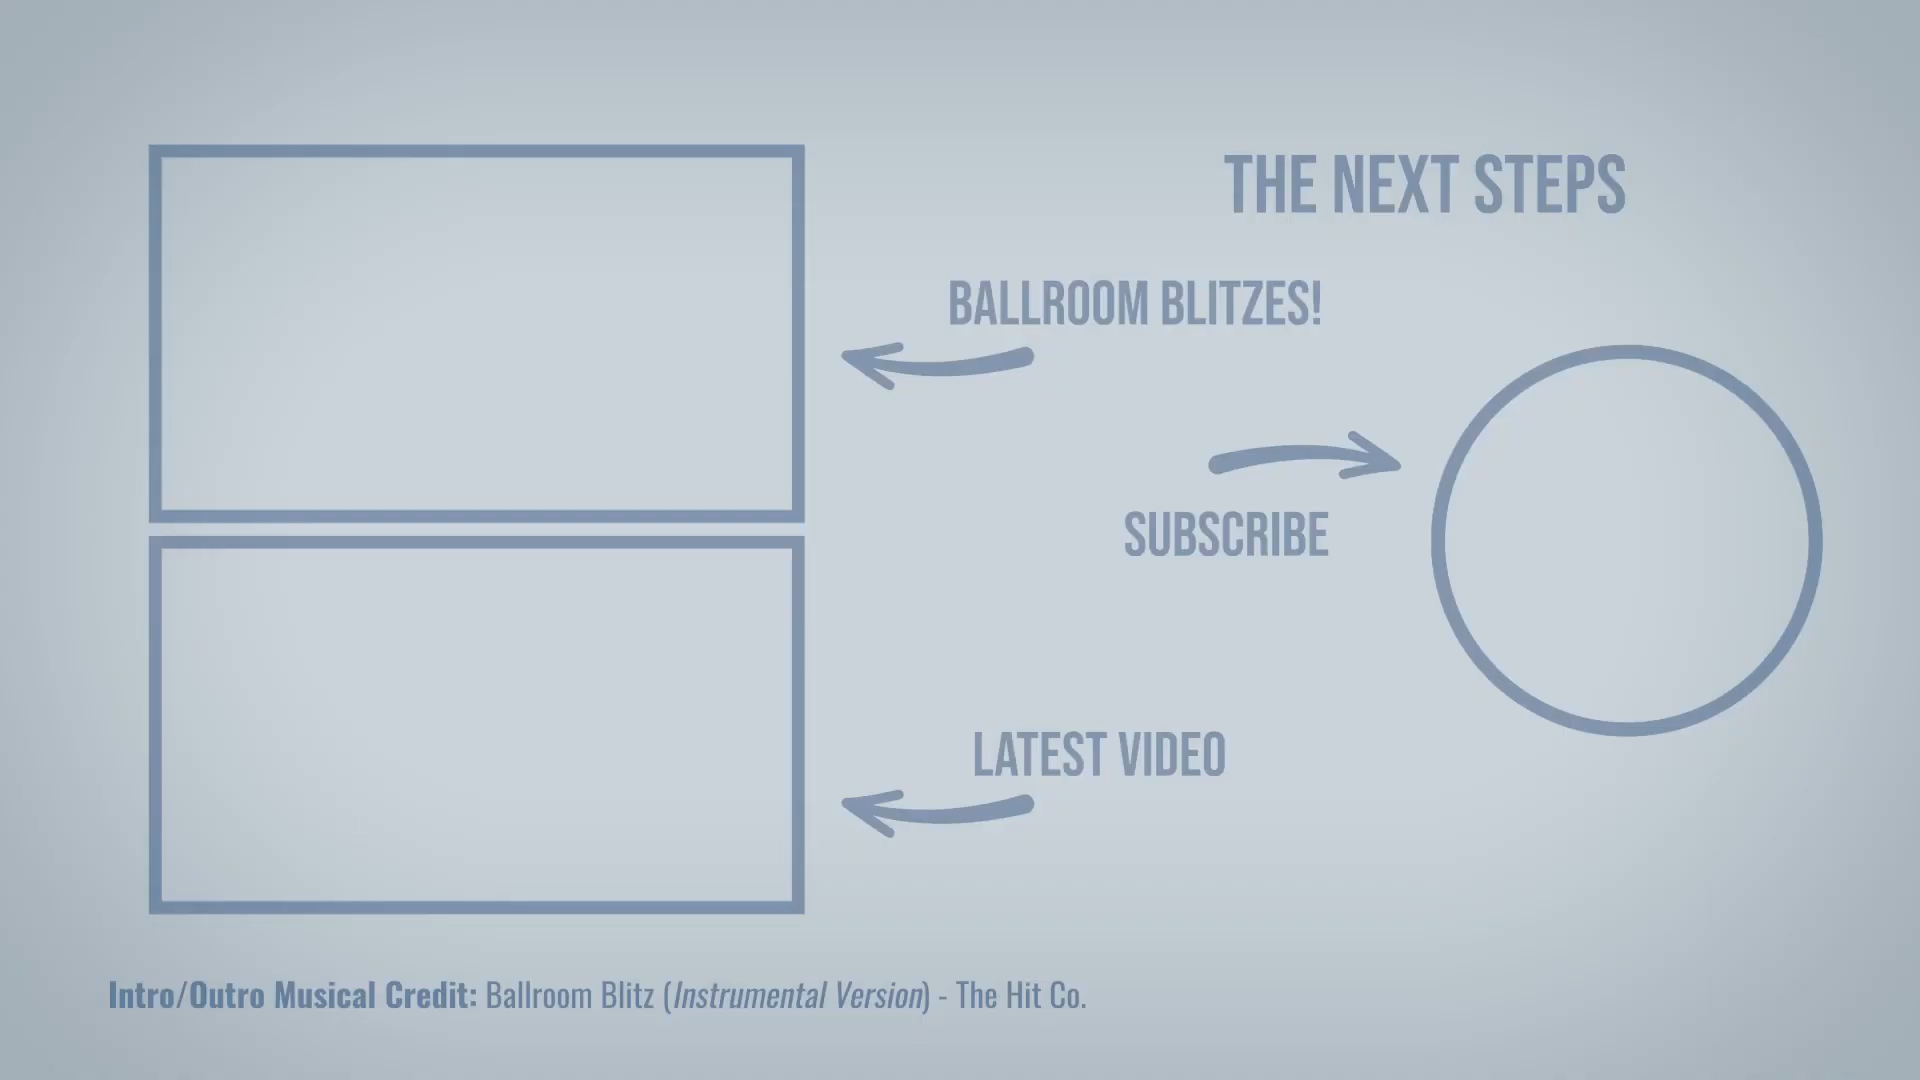 THE NEXT STEPS
BALLROOM BLITZES!
SUBSCRIBE
LATEST VIDEO
Intro/Outro Musical Credit: Ballroom Blitz (Instrumental Version) - The Hit Co.